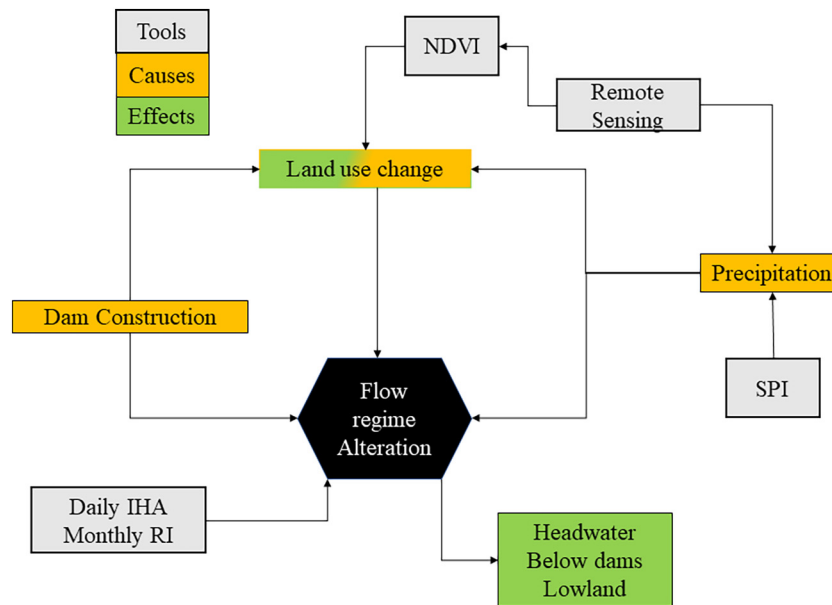 Tools
Causes
Effects
NDVI
Remote
Sensing
Land use change
Precipitation
Dam Construction
SPI
Flow
regime
Alteration
Daily IHA
Monthly RI
Headwater
Below dams
Lowland